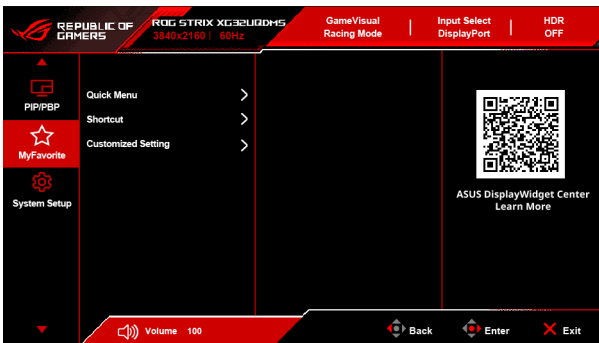 REPUBLIC OF
GAMERS
ROG STRIX XG32UQDMS
3840x2160 | 60Hz
GameVisual
Racing Mode
Input Select
DisplayPort
HDR
OFF
PIP/PBP
MyFavorite
System Setup
Quick Menu
Shortcut
Customized Setting
ASUS DisplayWidget Center
Learn More
Volume 100
Back
Enter
Exit